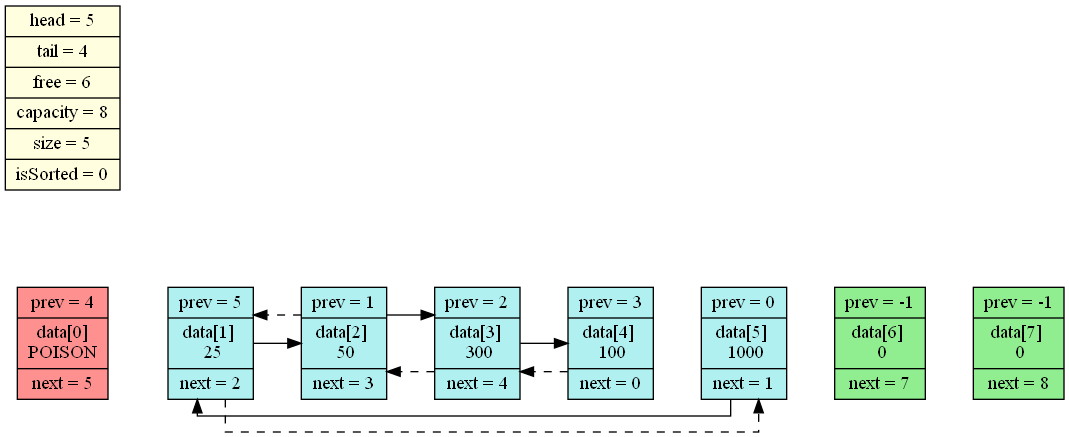 head = 5
tail = 4
free = 6
capacity = 8
size = 5
isSorted = 0
prev = 4
data[0]
POISON
next = 5
prev = 5
data[1]
25
next = 2
prev = 1
data[2]
50
next = 3
prev = 2
data[3]
300
next = 4
prev = 3
data[4]
100
next = 0
prev = 0
data[5]
1000
next = 1
prev = -1
data[6]
0
next = 7
prev = -1
data[7]
0
next = 8